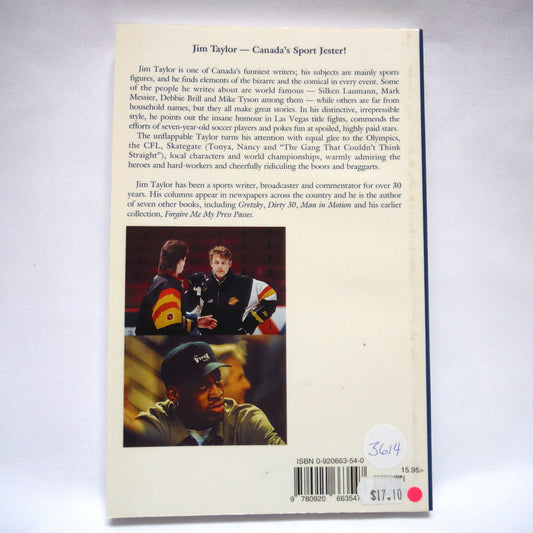 Jim Taylor — Canada's Sport Jester!
Jim Taylor is one of Canada's funniest writers; his subjects are mainly sports
figures, and he finds elements of the bizarre and the comical in every event. Some
of the people he writes about are world famous — Silken Laumann, Mark
Messier, Debbie Brill and Mike Tyson among them — while others are far from
household names, but they all make great stories. In his distinctive, irrepressible
style, he points out the insane humour in Las Vegas title fights, commends the
efforts of seven-year-old soccer players and pokes fun at spoiled, highly paid stars.
The unflappable Taylor turns his attention with equal glee to the Olympics,
the CFL, Skategate (Tonya, Nancy and "The Gang That Couldn't Think
Straight"), local characters and world championships, warmly admiring the
heroes and hard-workers and cheerfully ridiculing the boors and braggarts.
Jim Taylor has been a sports writer, broadcaster and commentator for over 30
years. His columns appear in newspapers across the country and he is the author
of seven other books, including Gretzky, Dirty 30, Man in Motion and his earlier
collection, Forgive Me My Press Passes.
ISBN 0-920663-54-0
3614
15.95>
9 780920 66354
$17.10